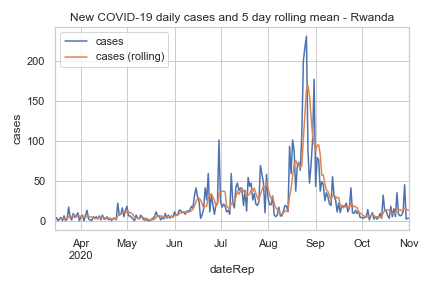 New COVID-19 daily cases and 5 day rolling mean - Rwanda
cases
cases (rolling)
200
150
100
50
0
cases
Apr May Jun Jul Aug Sep Oct Nov
2020
dateRep